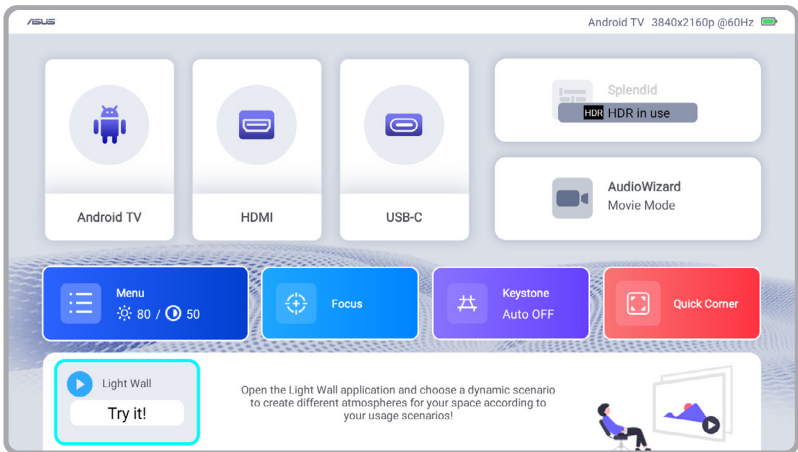 ASUS
Android TV 3840x2160p @60Hz
Android TV
HDMI
USB-C
Splendid
HDR HDR in use
AudioWizard
Movie Mode
Menu
80 / 50
Focus
Keystone
Auto OFF
Quick Corner
Light Wall
Try it!
Open the Light Wall application and choose a dynamic scenario
to create different atmospheres for your space according to
your usage scenarios!